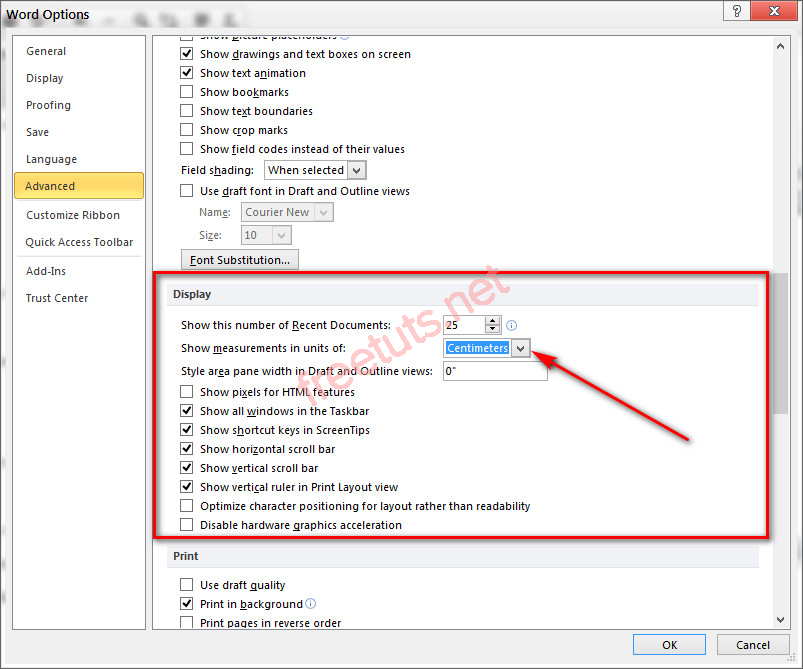 Word Options
General
Display
Proofing
Save
Language
Advanced
Customize Ribbon
Quick Access Toolbar
Add-Ins
Trust Center
Show picture placeholders
Show drawings and text boxes on screen
Show text animation
Show bookmarks
Show text boundaries
Show crop marks
Show field codes instead of their values
Field shading: When selected
Use draft font in Draft and Outline views
Name: Courier New
Size: 10
Font Substitution...
Display
Show this number of Recent Documents: 25
Show measurements in units of: Centimeters
Style area pane width in Draft and Outline views: 0"
Show pixels for HTML features
Show all windows in the Taskbar
Show shortcut keys in ScreenTips
Show horizontal scroll bar
Show vertical scroll bar
Show vertical ruler in Print Layout view
Optimize character positioning for layout rather than readability
Disable hardware graphics acceleration
Print
Use draft quality
Print in background
Print pages in reverse order
OK Cancel
freetuts.net